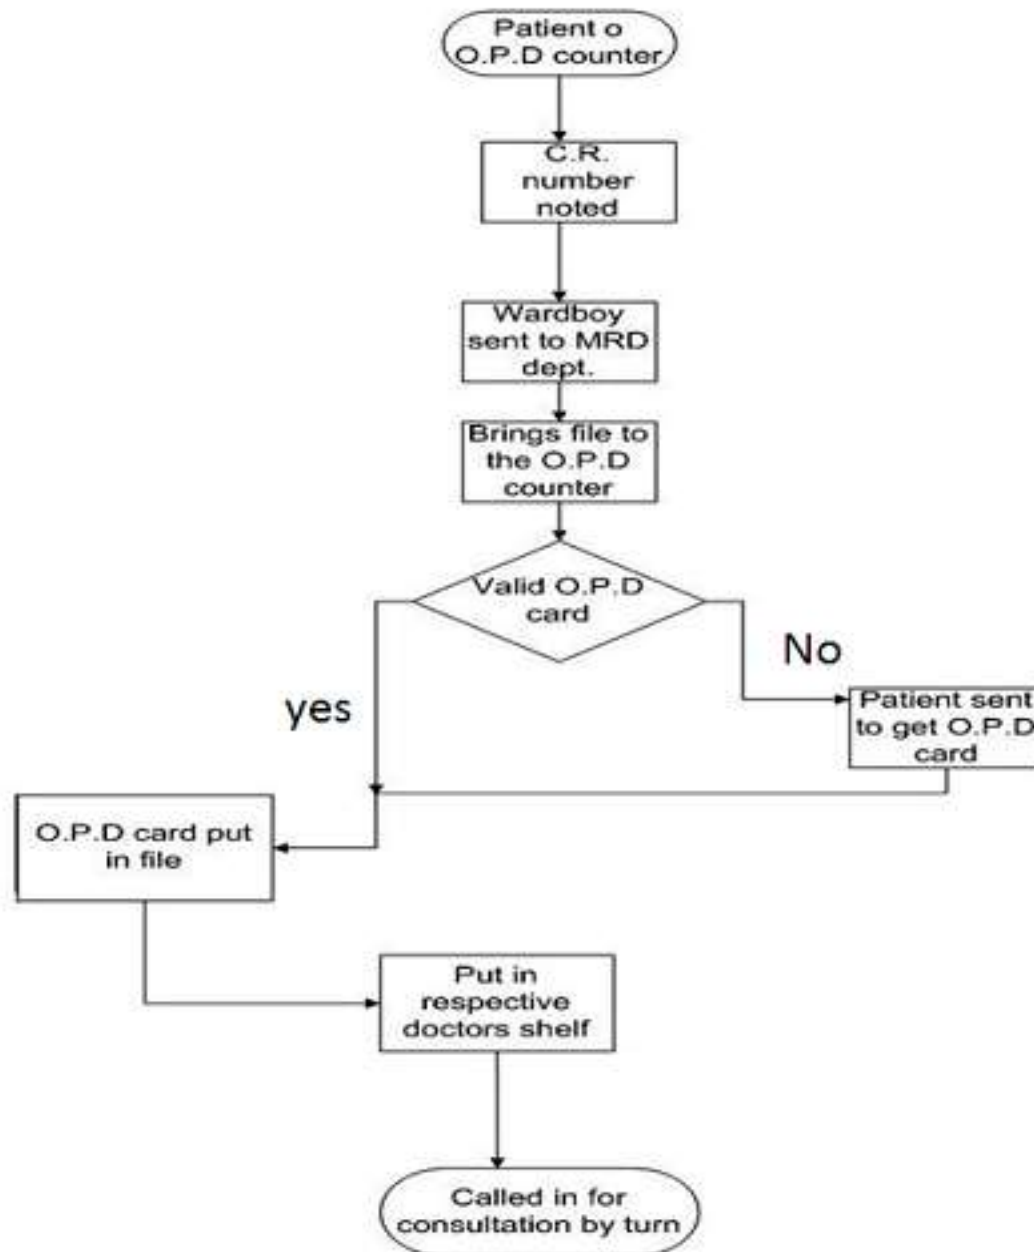 Patient o
O.P.D counter
C.R.
number
noted
Wardboy
sent to MRD
dept.
Brings file to
the O.P.D
counter
Valid O.P.D
card
No
yes
Patient sent
to get O.P.D
card
O.P.D card put
in file
Put in
respective
doctors shelf
Called in for
consultation by turn